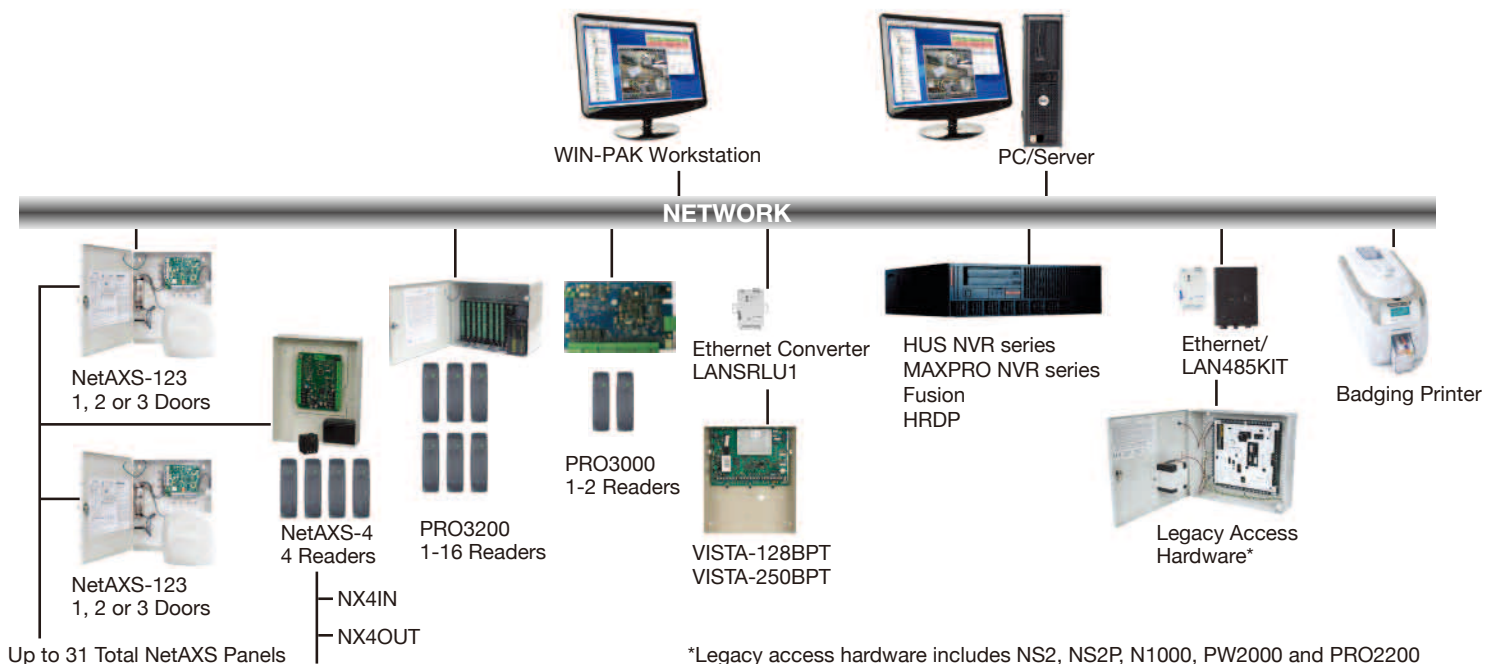 WIN-PAK Workstation
PC/Server
NETWORK
NetAXS-123
1, 2 or 3 Doors
NetAXS-4
4 Readers
PRO3200
1-16 Readers
PRO3000
1-2 Readers
Ethernet Converter
LANSRLU1
VISTA-128BPT
VISTA-250BPT
HUS NVR series
MAXPRO NVR series
Fusion
HRDP
Ethernet/
LAN485KIT
Legacy Access
Hardware*
Badging Printer
NetAXS-123
1, 2 or 3 Doors
NX4IN
NX4OUT
Up to 31 Total NetAXS Panels
*Legacy access hardware includes NS2, NS2P, N1000, PW2000 and PRO2200